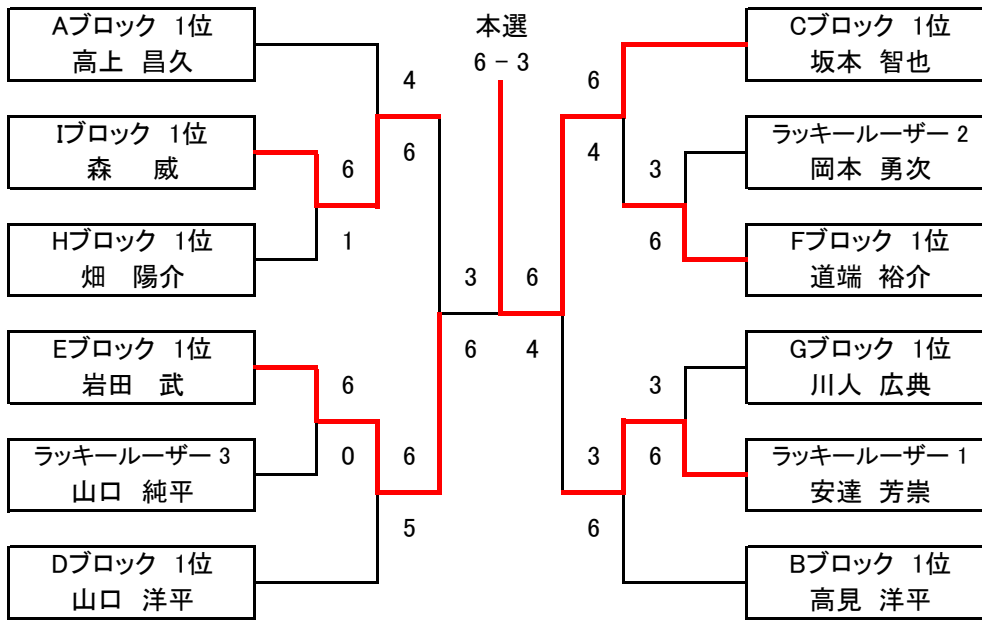 Aブロック 1位
高上 昌久
Iブロック 1位
森 威
Hブロック 1位
畑 陽介
Eブロック 1位
岩田 武
ラッキールーザー 3
山口 純平
Dブロック 1位
山口 洋平
4
6
6
1
6
0
6
5
3
6
本選
6 - 3
6
4
6
4
3
6
3
6
3
6
Cブロック 1位
坂本 智也
ラッキールーザー 2
岡本 勇次
Fブロック 1位
道端 裕介
Gブロック 1位
川人 広典
ラッキールーザー 1
安達 芳崇
Bブロック 1位
高見 洋平